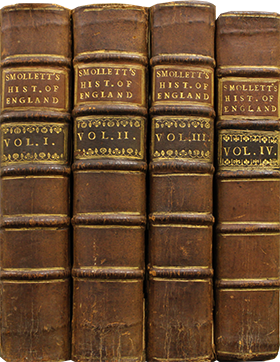 SMOLLETT'S
HIST. OF
ENGLAND
VOL. I.
SMOLLETT'S
HIST. OF
ENGLAND
VOL. II.
SMOLLETT'S
HIST. OF
ENGLAND
VOL. III.
SMOLLETT'S
HIST. OF
ENGLAND
VOL. IV.